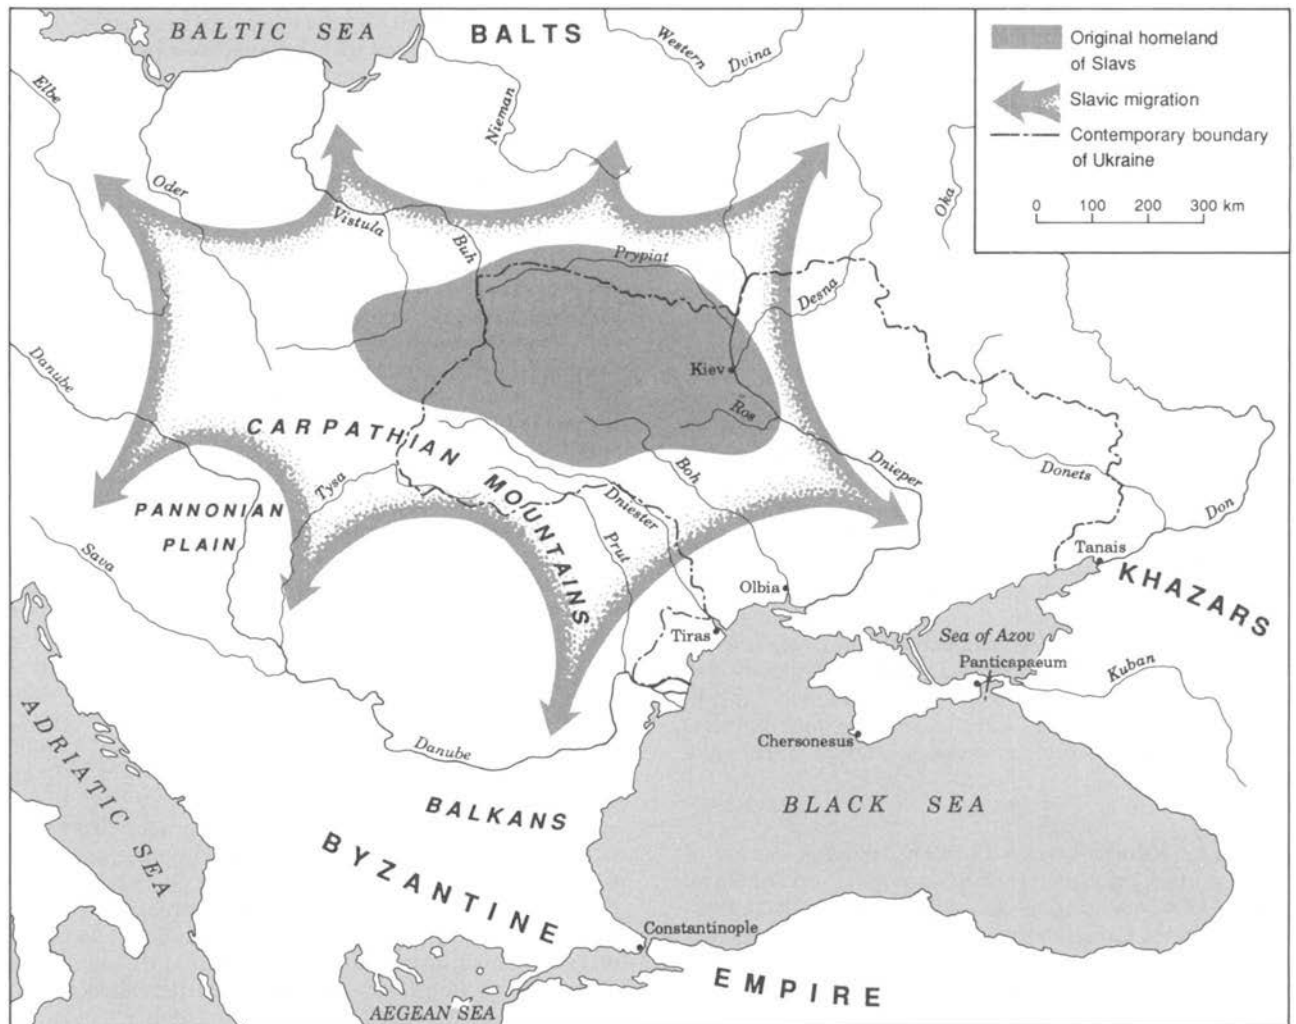 BALTIC SEA
BALTS
Western
Dvina
Elbe
Nieman
Oder
Vistula
Buh
Prypiat
Oka
Desna
Danube
Kiev
Ros
CARPATHIAN
MOUNTAINS
Tysa
Boh
Dnieper
Donets
Don
PANNONIAN
PLAIN
Dniester
Prut
Sava
Tanais
KHAZARS
Olbia
Tiras
Sea of Azov
Panticapaeum
Kuban
Chersonesus
Danube
ADRIATIC SEA
BALKANS
BLACK SEA
BYZANTINE
EMPIRE
Constantinople
AEGEAN SEA
Original homeland
of Slavs
Slavic migration
Contemporary boundary
of Ukraine
0 100 200 300 km